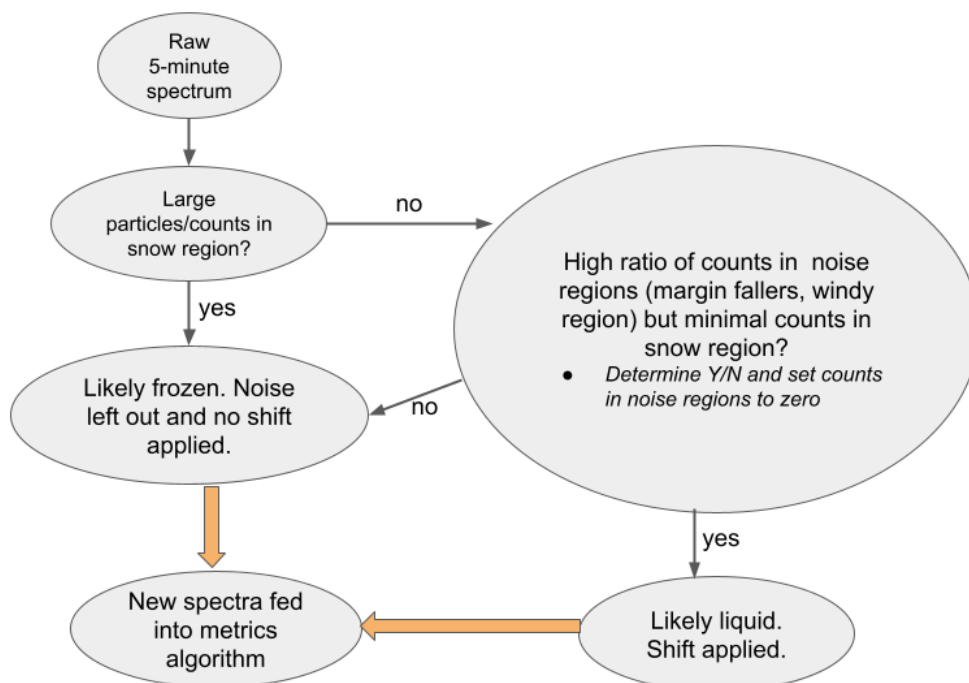 Raw
5-minute
spectrum
Large
particles/counts in
snow region?
no
yes
High ratio of counts in  noise
regions (margin fallers, windy
region) but minimal counts in
snow region?
● Determine Y/N and set counts
in noise regions to zero
Likely frozen. Noise
left out and no shift
applied.
no
yes
New spectra fed
into metrics
algorithm
Likely liquid.
Shift applied.